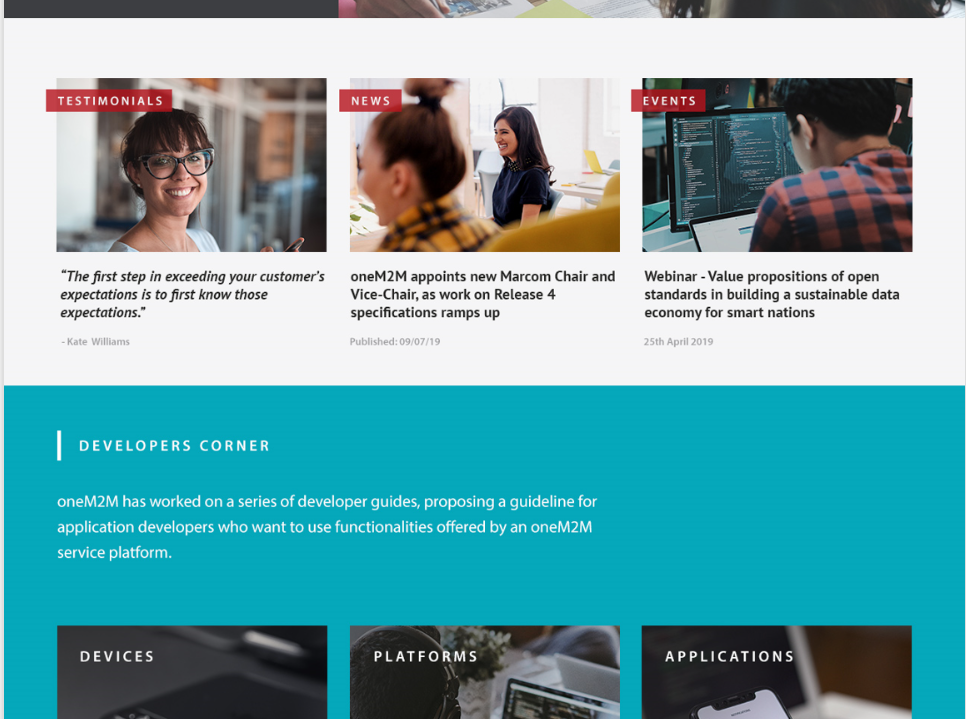 TESTIMONIALS
NEWS
EVENTS
“The first step in exceeding your customer’s
expectations is to first know those
expectations.”
- Kate Williams
oneM2M appoints new Marcom Chair and
Vice-Chair, as work on Release 4
specifications ramps up
Published: 09/07/19
Webinar - Value propositions of open
standards in building a sustainable data
economy for smart nations
25th April 2019
DEVELOPERS CORNER
oneM2M has worked on a series of developer guides, proposing a guideline for
application developers who want to use functionalities offered by an oneM2M
service platform.
DEVICES
PLATFORMS
APPLICATIONS